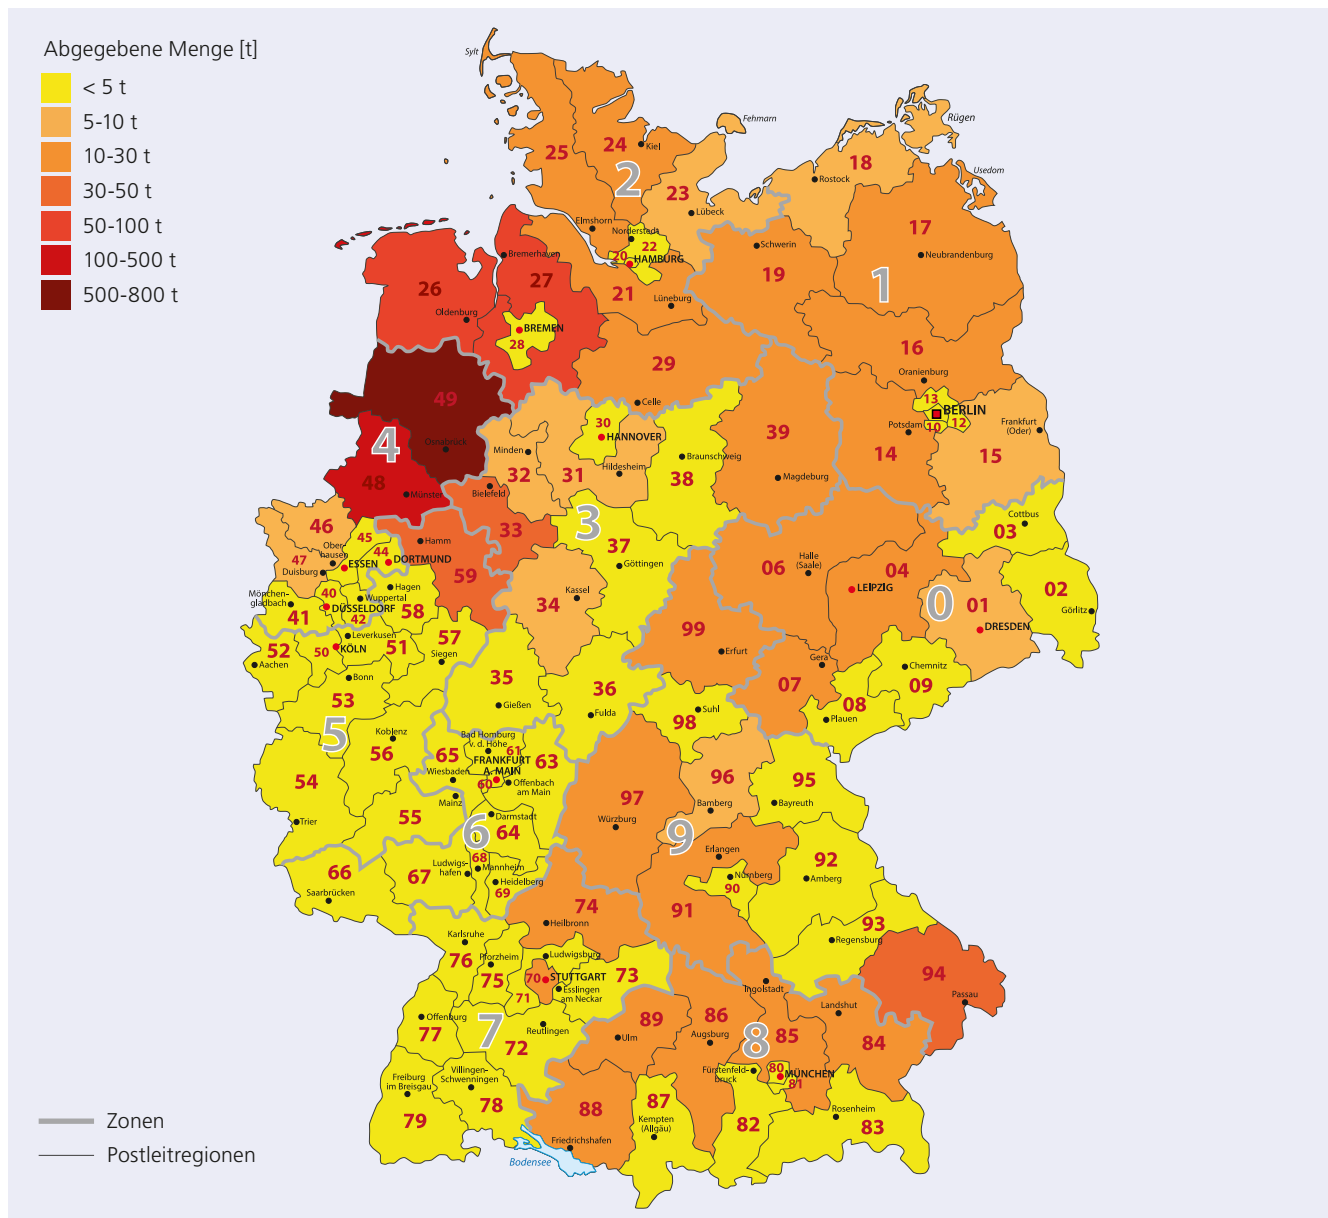 Abgegebene Menge [t]
< 5 t
5-10 t
10-30 t
30-50 t
50-100 t
100-500 t
500-800 t
Sylt
Fehmarn
Rügen
Usedom
25
24
Kiel
2
23
Lübeck
18
Rostock
17
Neubrandenburg
Elmshorn
Norderstedt
22
20
HAMBURG
Schwerin
19
1
26
Oldenburg
Bremerhaven
27
BREMEN
28
21
Lüneburg
29
Celle
16
Oranienburg
13
BERLIN
10
12
Potsdam
14
Frankfurt
(Oder)
15
49
Osnabrück
4
48
Münster
Minden
32
Bielefeld
30
HANNOVER
31
Hildesheim
Braunschweig
38
39
Magdeburg
3
33
37
Göttingen
34
Kassel
46
47
Ober-
hausen
Duisburg
45
44
ESSEN
DORTMUND
Hamm
59
Mönchen-
gladbach
41
40
DÜSSELDORF
42
Wuppertal
Hagen
58
06
Halle
(Saale)
04
LEIPZIG
03
Cottbus
0
01
DRESDEN
02
Görlitz
52
Aachen
50
Leverkusen
KÖLN
51
57
Siegen
Bonn
53
5
35
Gießen
36
Fulda
99
Erfurt
98
Suhl
07
Gera
08
Plauen
Chemnitz
09
54
Trier
Koblenz
56
55
65
Wiesbaden
Mainz
Bad Homburg
v. d. Höhe
61
FRANKFURT
A. MAIN
60
Offenbach
am Main
63
6
Darmstadt
64
97
Würzburg
96
Bamberg
95
Bayreuth
9
Erlangen
Nürnberg
90
91
92
Amberg
93
Regensburg
94
Passau
66
Saarbrücken
67
Ludwigs-
hafen
68
Mannheim
Heidelberg
69
74
Heilbronn
Karlsruhe
76
Pforzheim
75
Ludwigsburg
70
STUTTGART
71
Esslingen
am Neckar
73
7
Reutlingen
72
Offenburg
77
Villingen-
Schwenningen
78
Freiburg
im Breisgau
79
89
Ulm
86
Augsburg
Ingolstadt
8
85
Landshut
84
Fürstenfeld-
bruck
80
MÜNCHEN
81
88
Friedrichshafen
87
Kempten
(Allgäu)
82
Rosenheim
83
Bodensee
Zonen
Postleitregionen